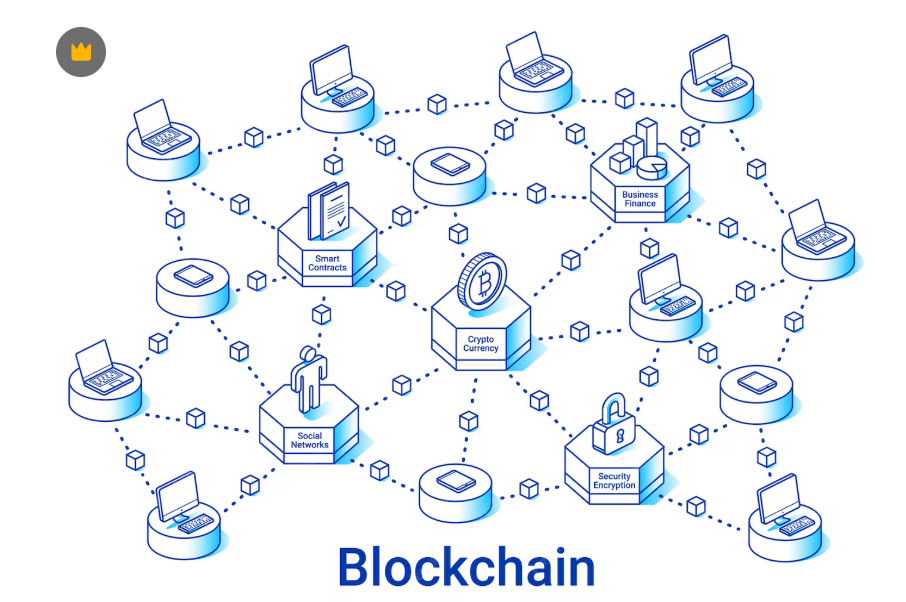 Business
Finance
Smart
Contracts
Crypto
Currency
Social
Networks
Security
Encryption
Blockchain